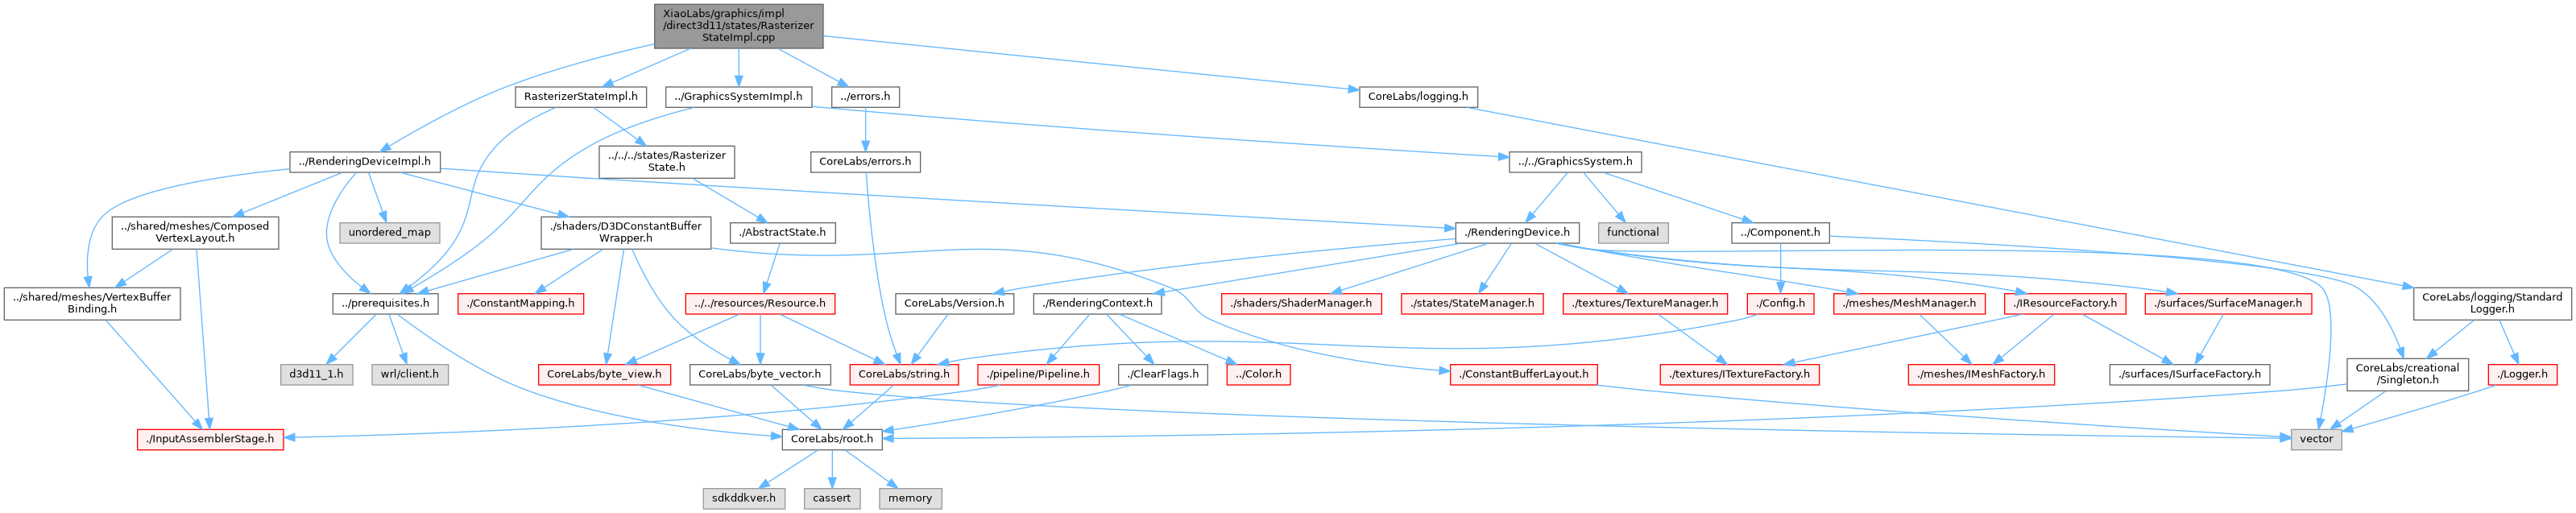 XiaoLabs/graphics/impl
/direct3d11/states/Rasterizer
StateImpl.cpp
RasterizerStateImpl.h
../GraphicsSystemImpl.h
../errors.h
CoreLabs/logging.h
../RenderingDeviceImpl.h
../../../states/Rasterizer
State.h
CoreLabs/errors.h
../../GraphicsSystem.h
../shared/meshes/Composed
VertexLayout.h
unordered_map
./shaders/D3DConstantBuffer
Wrapper.h
./AbstractState.h
./RenderingDevice.h
functional
../Component.h
../shared/meshes/VertexBuffer
Binding.h
../prerequisites.h
./ConstantMapping.h
../../resources/Resource.h
CoreLabs/Version.h
./RenderingContext.h
./shaders/ShaderManager.h
./states/StateManager.h
./textures/TextureManager.h
./Config.h
./meshes/MeshManager.h
./IResourceFactory.h
./surfaces/SurfaceManager.h
CoreLabs/logging/Standard
Logger.h
d3d11_1.h
wrl/client.h
CoreLabs/byte_view.h
CoreLabs/byte_vector.h
CoreLabs/string.h
./pipeline/Pipeline.h
./ClearFlags.h
../Color.h
./ConstantBufferLayout.h
./textures/ITextureFactory.h
./meshes/IMeshFactory.h
./surfaces/ISurfaceFactory.h
CoreLabs/creational
/Singleton.h
./Logger.h
./InputAssemblerStage.h
CoreLabs/root.h
vector
sdkddkver.h
cassert
memory